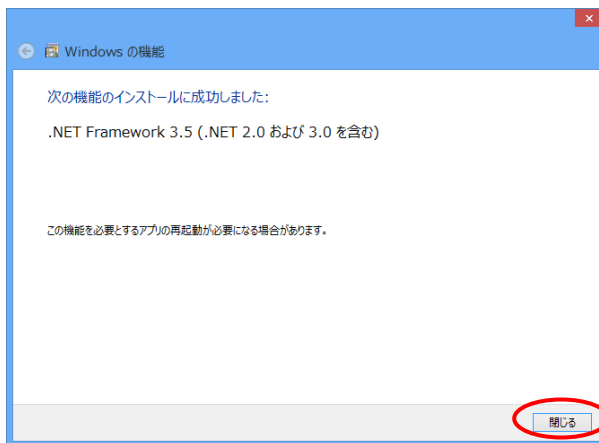 Windows の機能
次の機能のインストールに成功しました:
.NET Framework 3.5 (.NET 2.0 および 3.0 を含む)
この機能を必要とするアプリの再起動が必要になる場合があります。
閉じる